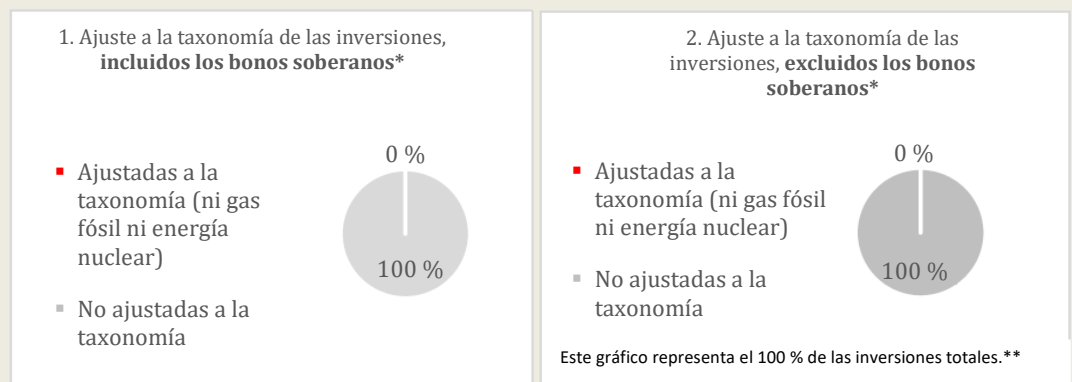 1. Ajuste a la taxonomía de las inversiones,
incluidos los bonos soberanos*
Ajustadas a la
taxonomía (ni gas
fósil ni energía
nuclear)
No ajustadas a la
taxonomía
0 %
100 %
2. Ajuste a la taxonomía de las
inversiones, excluidos los bonos
soberanos*
Ajustadas a la
taxonomía (ni gas fósil
ni energía nuclear)
No ajustadas a la
taxonomía
0 %
100 %
Este gráfico representa el 100 % de las inversiones totales.**